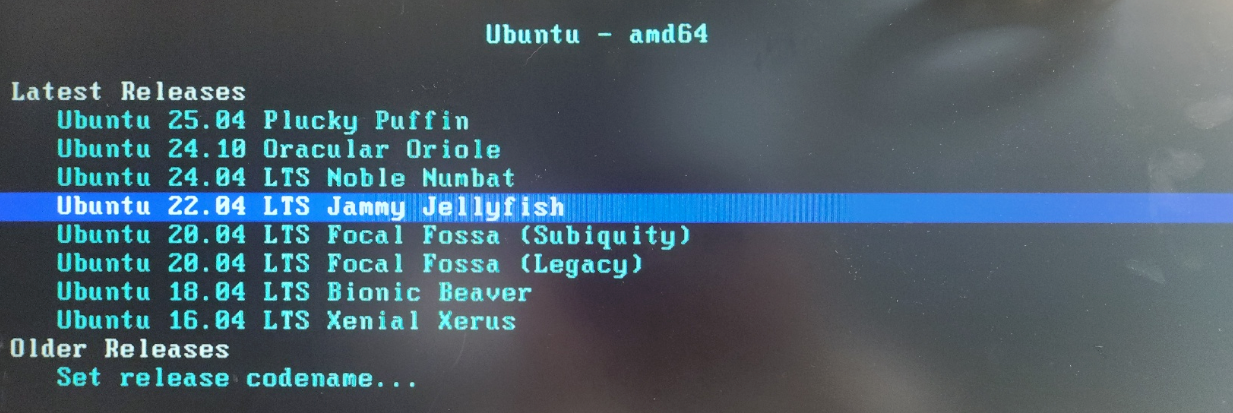 Ubuntu - amd64
Latest Releases
Ubuntu 25.04 Plucky Puffin
Ubuntu 24.10 Oracular Oriole
Ubuntu 24.04 LTS Noble Numbat
Ubuntu 22.04 LTS Jammy Jellyfish
Ubuntu 20.04 LTS Focal Fossa (Subiquity)
Ubuntu 20.04 LTS Focal Fossa (Legacy)
Ubuntu 18.04 LTS Bionic Beaver
Ubuntu 16.04 LTS Xenial Xerus
Older Releases
Set release codename...